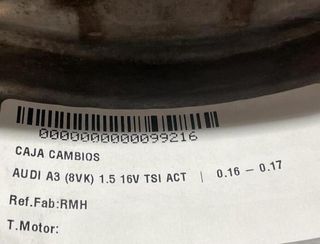 0000000000099216
CAJA CAMBIOS
AUDI A3 (8VK) 1.5 16V TSI ACT | 0.16 – 0.17
Ref.Fab:RMH
T.Motor: